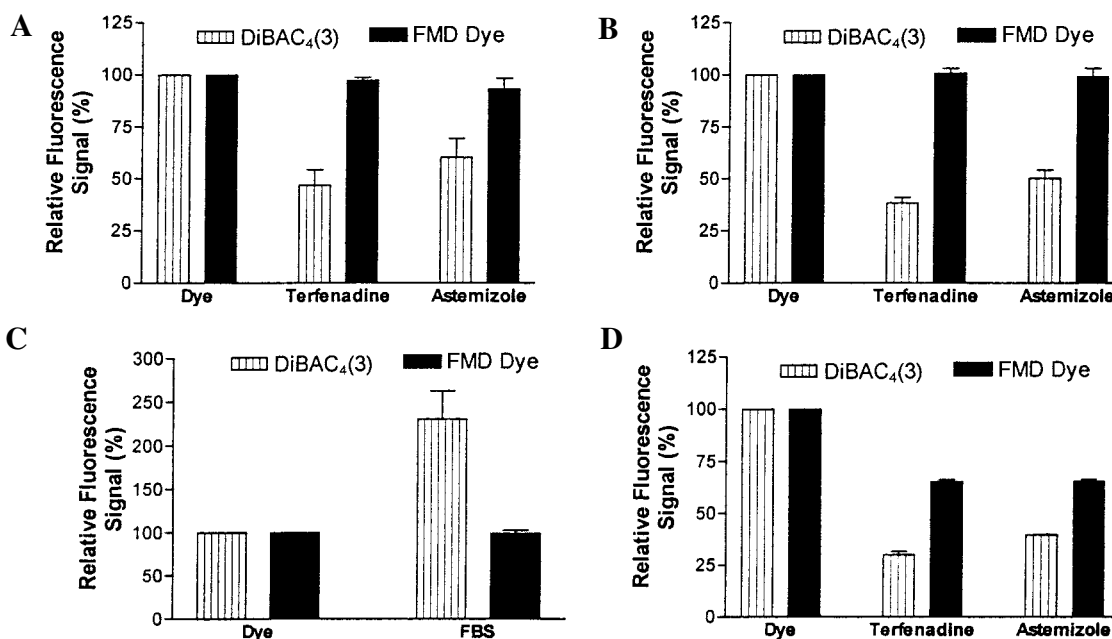 A
DiBAC₄(3) FMD Dye
Relative Fluorescence
Signal (%)
125
100
75
50
25
0
Dye Terfenadine Astemizole
B
DiBAC₄(3) FMD Dye
Relative Fluorescence
Signal (%)
125
100
75
50
25
0
Dye Terfenadine Astemizole
C
DiBAC₄(3) FMD Dye
Relative Fluorescence
Signal (%)
300
250
200
150
100
50
0
Dye FBS
D
DiBAC₄(3) FMD Dye
Relative Fluorescence
Signal (%)
125
100
75
50
25
0
Dye Terfenadine Astemizole